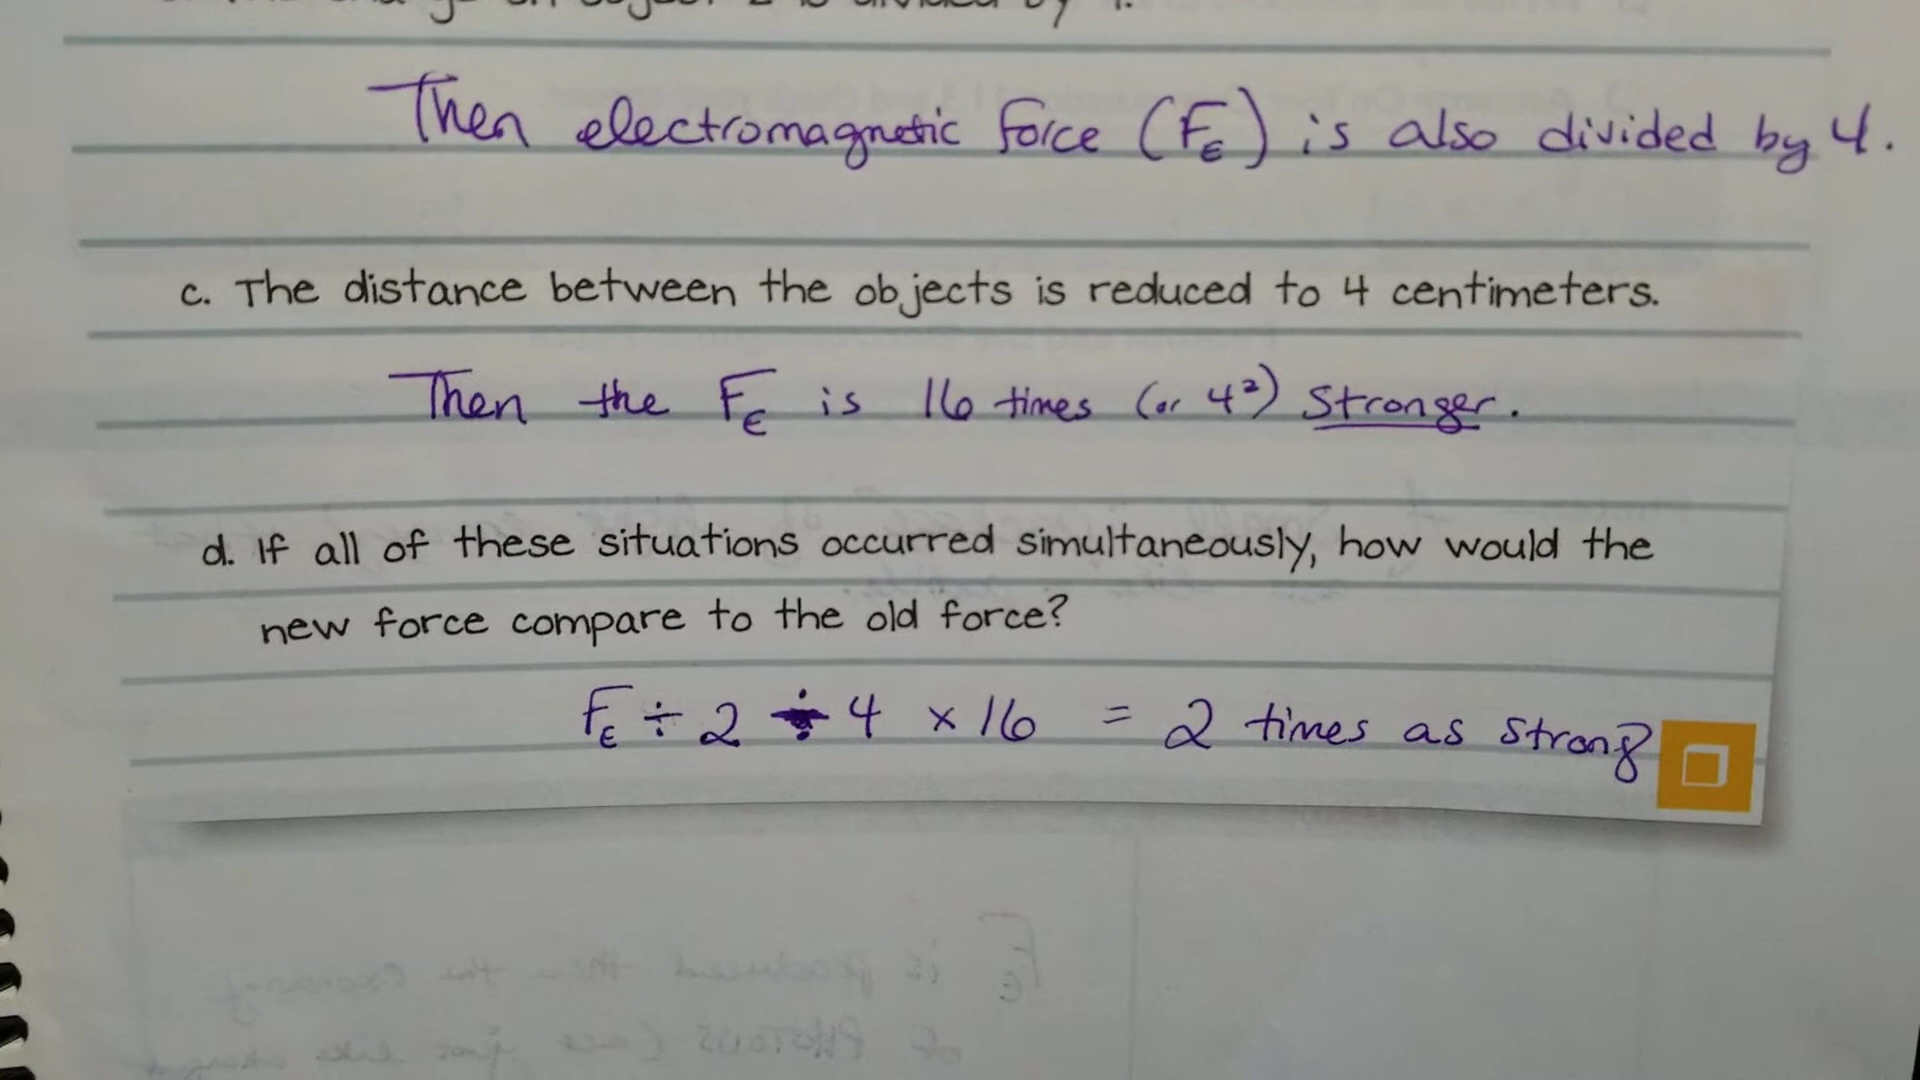 Then electromagnetic force (FE) is also divided by 4.
c. The distance between the objects is reduced to 4 centimeters.
Then the FE is 16 times (or 4²) stronger.
d. If all of these situations occurred simultaneously, how would the
new force compare to the old force?
FE ÷ 2 ÷ 4 × 16 = 2 times as strong